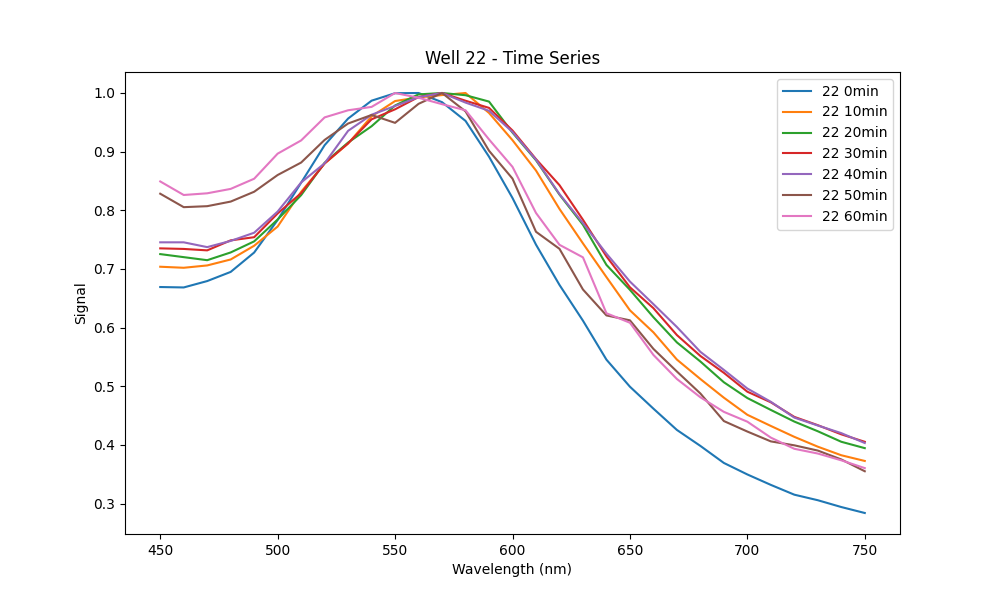 Well 22 - Time Series
1.0
0.9
0.8
0.7
0.6
0.5
0.4
0.3
Signal
450
500
550
600
650
700
750
Wavelength (nm)
22 0min
22 10min
22 20min
22 30min
22 40min
22 50min
22 60min